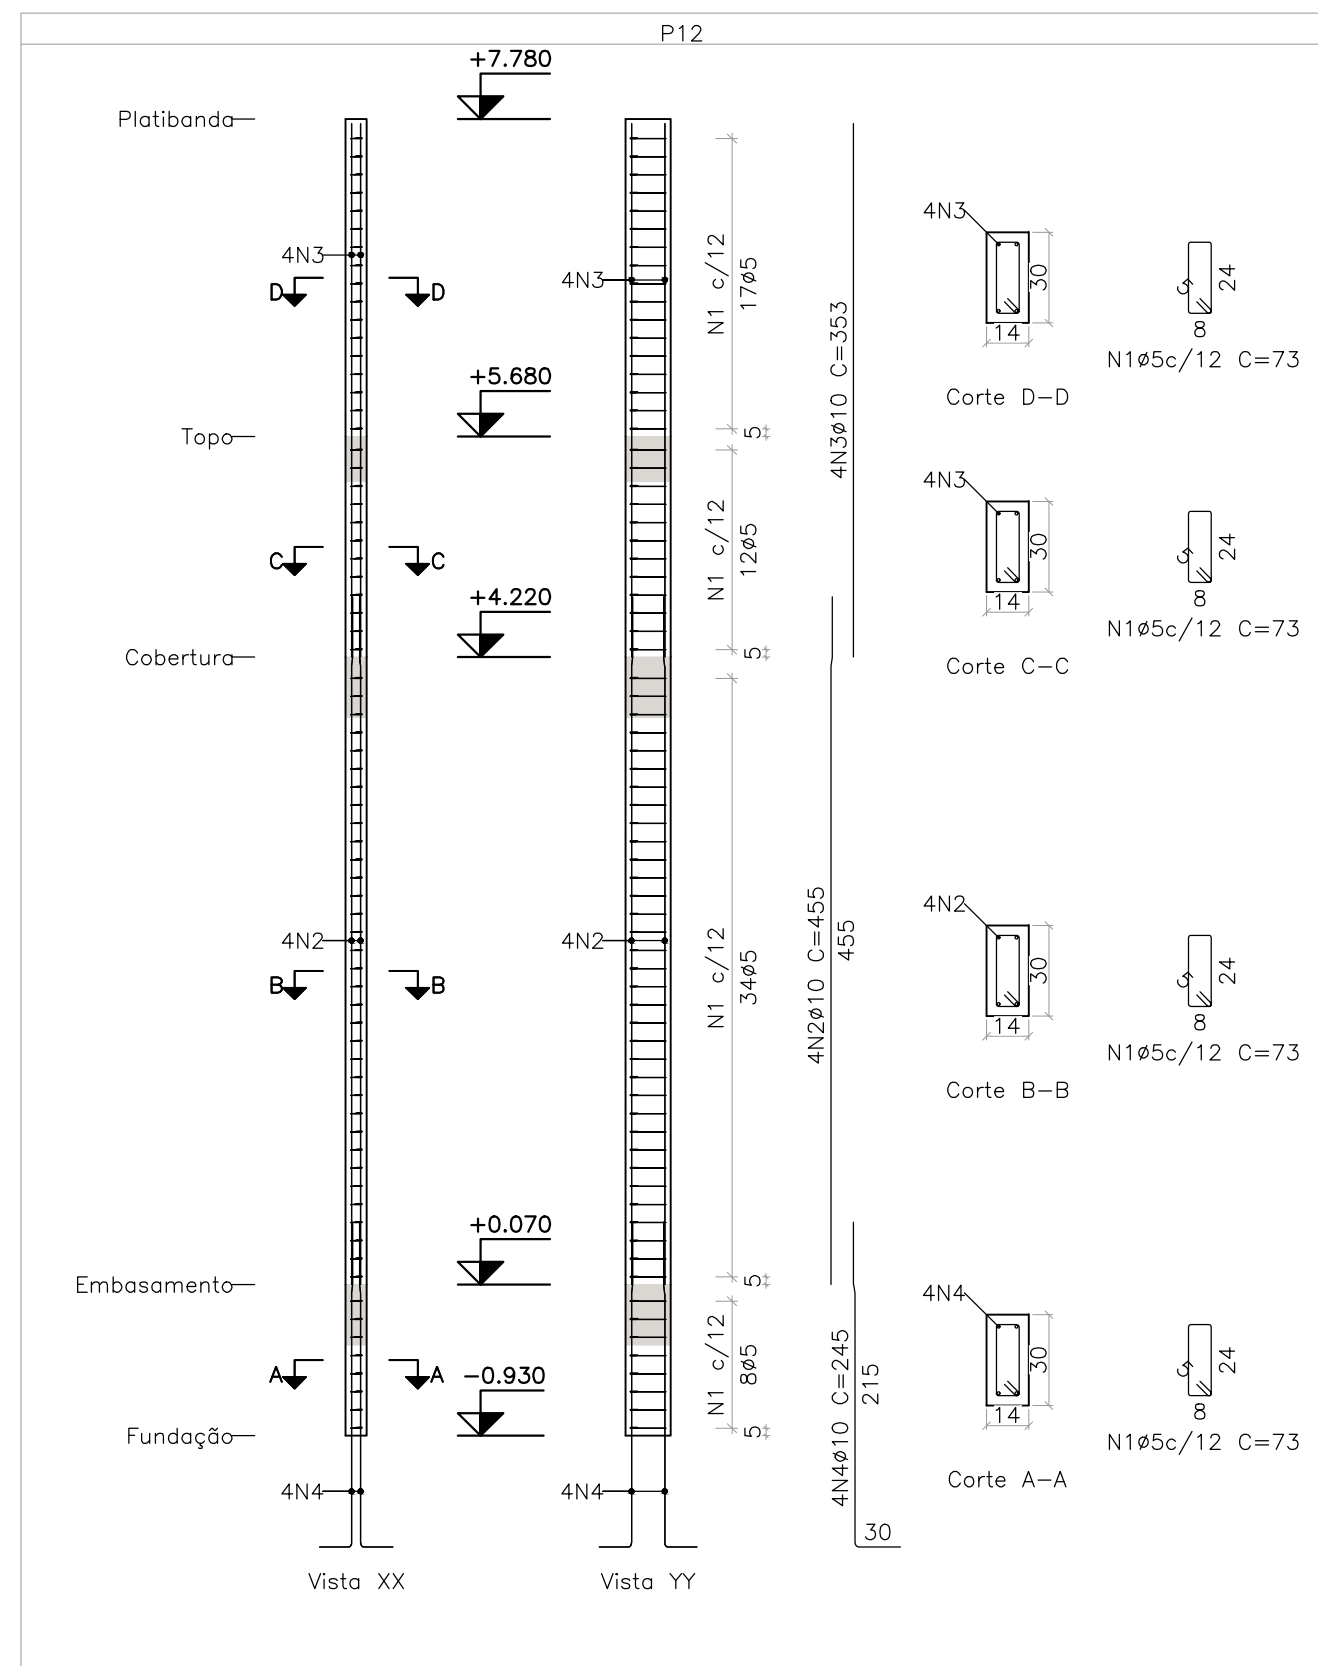 P12
+7.780
Platibanda
4N3
D D
4N3
N1 c/12
17ø5
4N3ø10 C=353
4N3
30
14
Corte D-D
5
24
8
N1ø5c/12 C=73
+5.680
Topo
5
C C
N1 c/12
12ø5
4N3
30
14
Corte C-C
5
24
8
N1ø5c/12 C=73
+4.220
Cobertura
5
4N2
4N2
B B
N1 c/12
34ø5
4N2ø10 C=455
455
4N2
30
14
Corte B-B
5
24
8
N1ø5c/12 C=73
+0.070
Embasamento
5
A A
N1 c/12
8ø5
4N4ø10 C=245
215
4N4
30
14
Corte A-A
5
24
8
N1ø5c/12 C=73
-0.930
Fundação
5
4N4
4N4
30
Vista XX
Vista YY